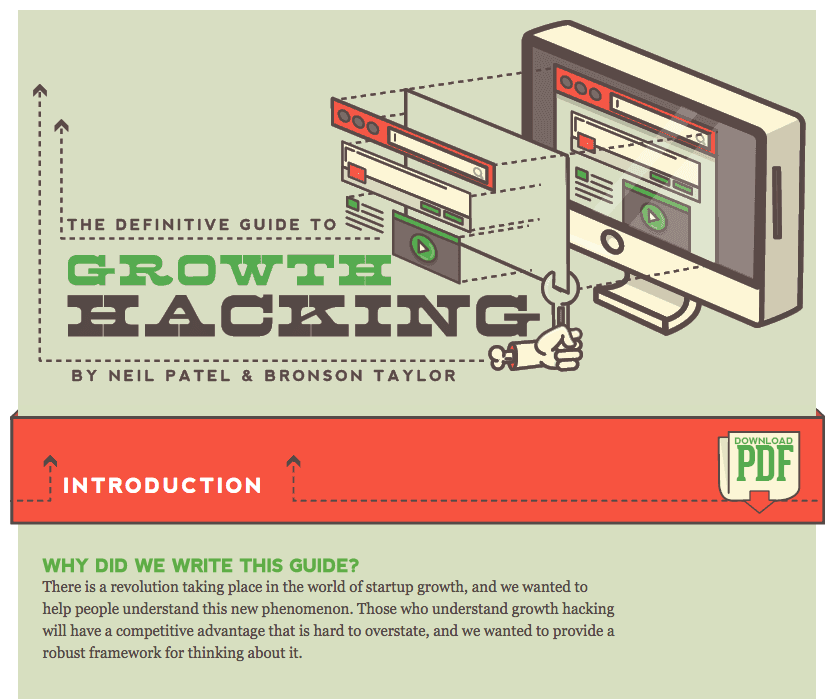 THE DEFINITIVE GUIDE TO
GROWTH
HACKING
BY NEIL PATEL & BRONSON TAYLOR
INTRODUCTION
DOWNLOAD
PDF
WHY DID WE WRITE THIS GUIDE?
There is a revolution taking place in the world of startup growth, and we wanted to
help people understand this new phenomenon. Those who understand growth hacking
will have a competitive advantage that is hard to overstate, and we wanted to provide a
robust framework for thinking about it.